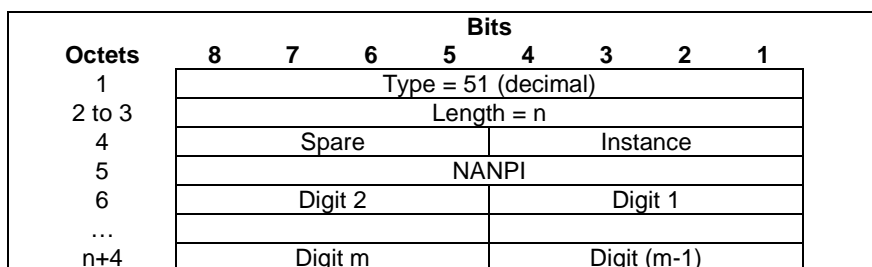 Bits
Octets 8 7 6 5 4 3 2 1
1 Type = 51 (decimal)
2 to 3 Length = n
4 Spare Instance
5 NANPI
6 Digit 2 Digit 1
…
n+4 Digit m Digit (m-1)